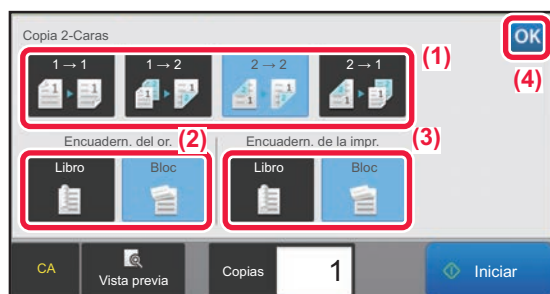 Copia 2-Caras
OK
(1)
(4)
1 → 1
1 → 2
2 → 2
2 → 1
Encuadern. del or.
(2)
Encuadern. de la impr.
(3)
Libro
Bloc
Libro
Bloc
CA
Vista previa
Copias
1
Iniciar